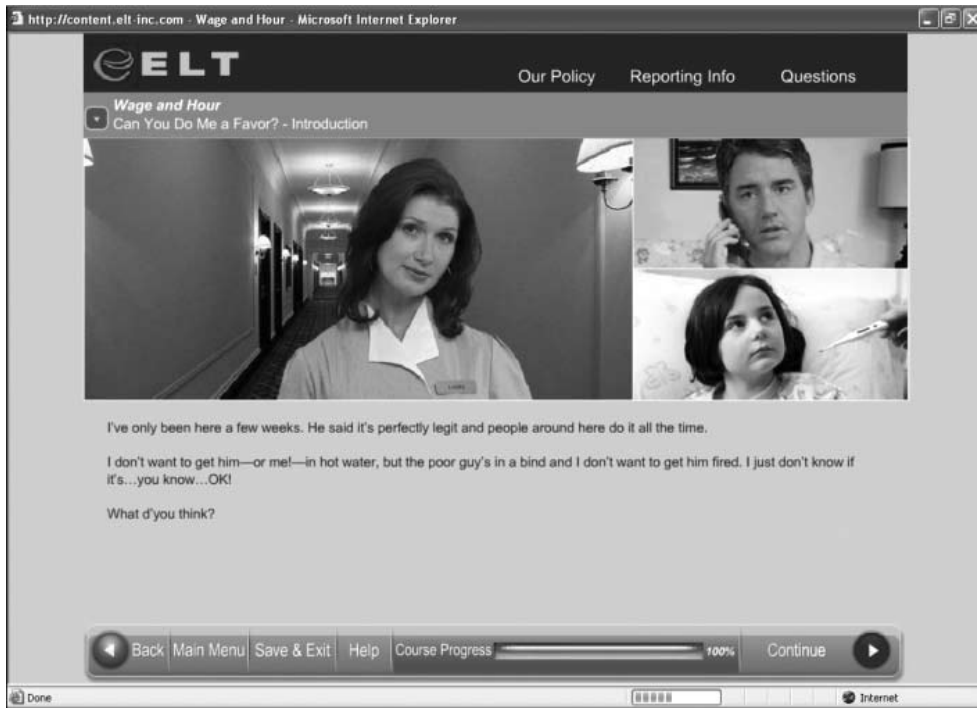 http://content.elt-inc.com - Wage and Hour - Microsoft Internet Explorer
ELT
Our Policy Reporting Info Questions
Wage and Hour
Can You Do Me a Favor? - Introduction
I've only been here a few weeks. He said it's perfectly legit and people around here do it all the time.
I don't want to get him—or me!—in hot water, but the poor guy's in a bind and I don't want to get him fired. I just don't know if
it's…you know…OK!
What d'you think?
Back Main Menu Save & Exit Help Course Progress 100% Continue
Done Internet